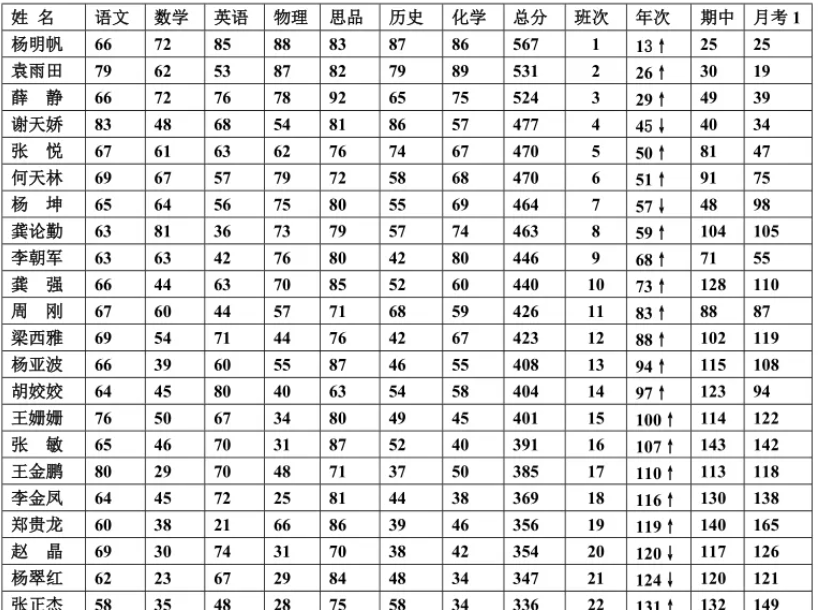 姓 名 语文 数学 英语 物理 思品 历史 化学 总分 班次 年次 期中 月考 1
杨明帆 66 72 85 88 83 87 86 567 1 13↑ 25 25
袁雨田 79 62 53 87 82 79 89 531 2 26↑ 30 19
薛 静 66 72 76 78 92 65 75 524 3 29↑ 49 39
谢天娇 83 48 68 54 81 86 57 477 4 45↓ 40 34
张 悦 67 61 63 62 76 74 67 470 5 50↑ 81 47
何天林 69 67 57 79 72 58 68 470 6 51↑ 91 75
杨 坤 65 64 56 75 80 55 69 464 7 57↓ 48 98
龚论勤 63 81 36 73 79 57 74 463 8 59↑ 104 105
李朝军 63 63 42 76 80 42 80 446 9 68↑ 71 55
龚 强 66 44 63 70 85 52 60 440 10 73↑ 128 110
周 刚 67 60 44 57 71 68 59 426 11 83↑ 88 87
梁西雅 69 54 71 44 76 42 67 423 12 88↑ 102 119
杨亚波 66 39 60 55 87 46 55 408 13 94↑ 115 108
胡姣姣 64 45 80 40 63 54 58 404 14 97↑ 123 94
王姗姗 76 50 67 34 80 49 45 401 15 100↑ 114 122
张 敏 65 46 70 31 87 52 40 391 16 107↑ 143 142
王金鹏 80 29 70 48 71 37 50 385 17 110↑ 113 118
李金凤 64 45 72 25 81 44 38 369 18 116↑ 130 138
郑贵龙 60 38 21 66 86 39 46 356 19 119↑ 140 165
赵 晶 69 30 74 31 70 38 42 354 20 120↓ 117 126
杨翠红 62 23 67 29 84 48 34 347 21 124↓ 120 121
张正杰 58 35 48 28 75 58 34 336 22 131↑ 132 149